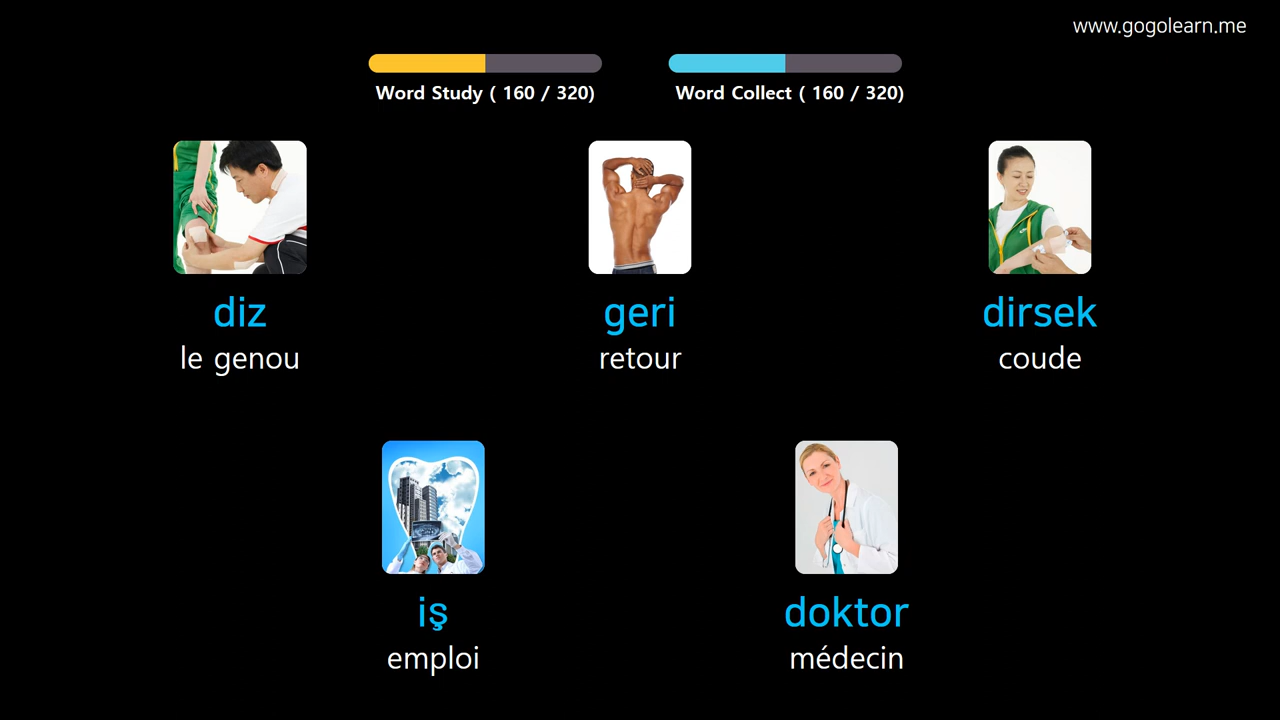 www.gogolearn.me
Word Study ( 160 / 320)
Word Collect ( 160 / 320)
diz
le genou
geri
retour
dirsek
coude
iş
emploi
doktor
médecin